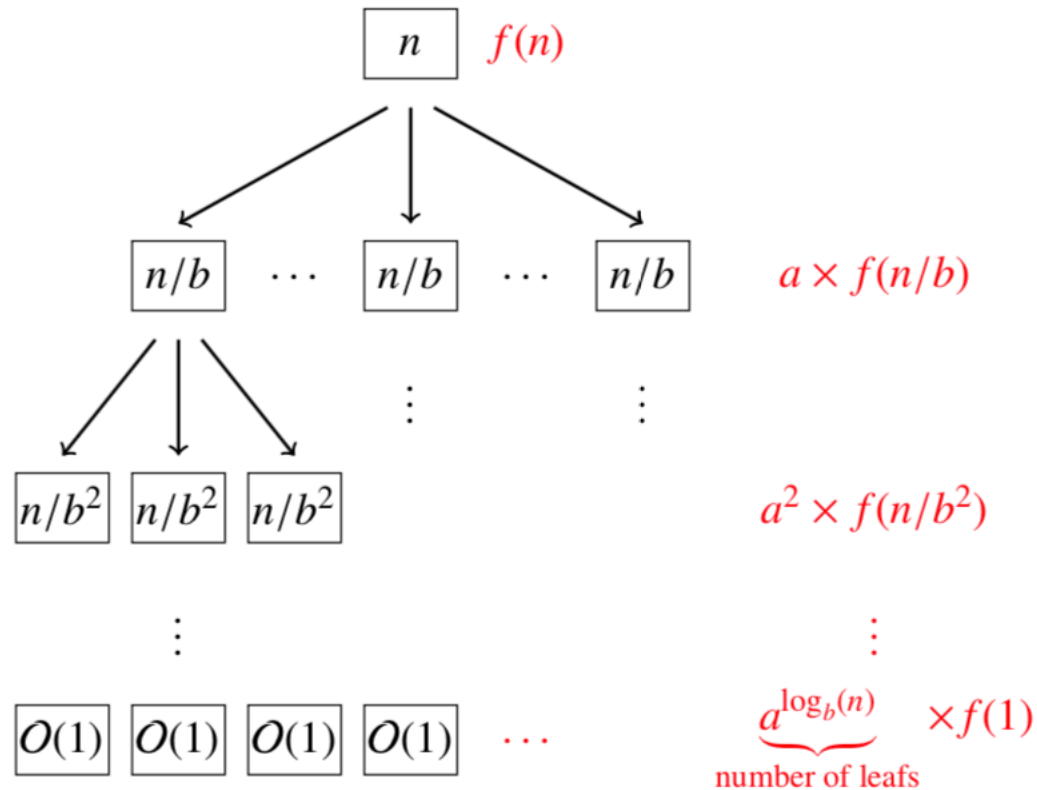 n f(n)
n/b ⋯ n/b ⋯ n/b a × f(n/b)
⋮ ⋮
n/b² n/b² n/b² a² × f(n/b²)
⋮ ⋮
𝒪(1) 𝒪(1) 𝒪(1) 𝒪(1) ⋯ a^{log_b(n)} ×f(1)
number of leafs